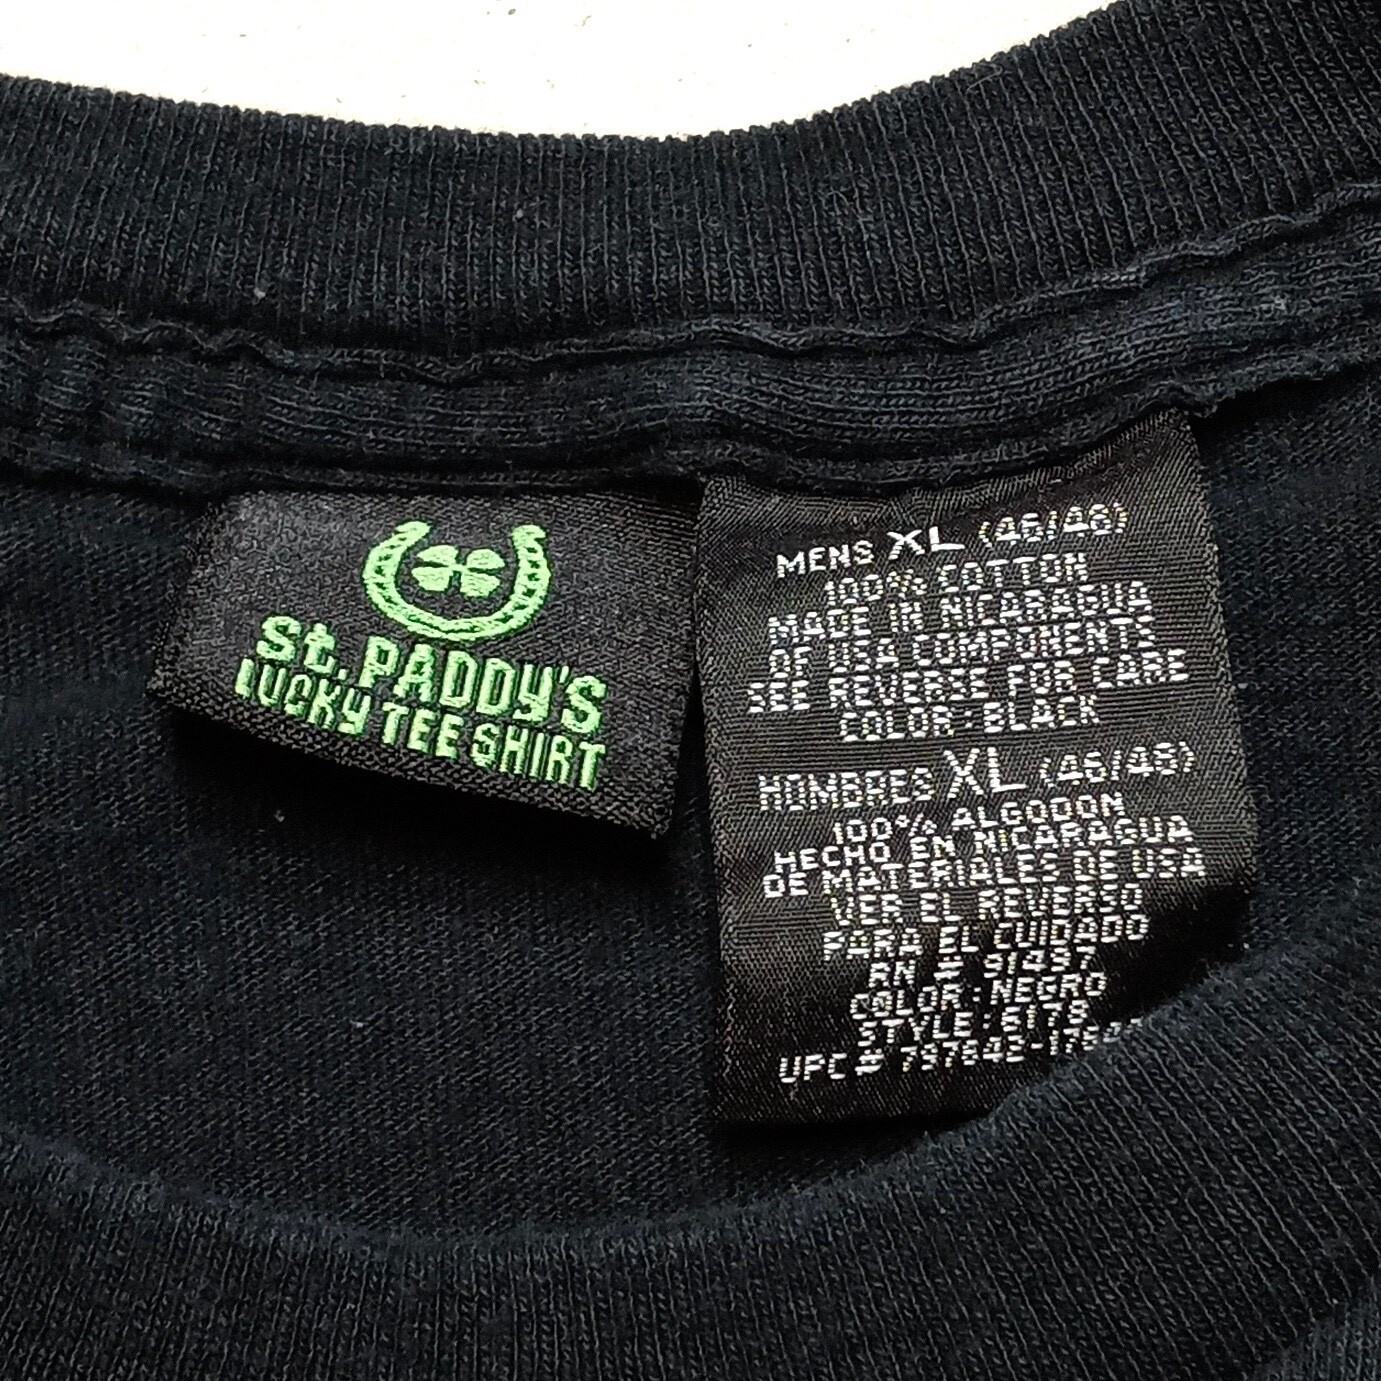 St. PADDY'S
LUCKY TEE SHIRT
MENS XL (46/48)
100% COTTON
MADE IN NICARAGUA
OF USA COMPONENTS
SEE REVERSE FOR CARE
COLOR: BLACK
HOMBRES XL (46/48)
100% ALGODON
HECHO EN NICARAGUA
DE MATERIALES DE USA
VER EL REVERSO
PARA EL CUIDADO
RN # 91497
COLOR: NEGRO
STYLE:
UPC #